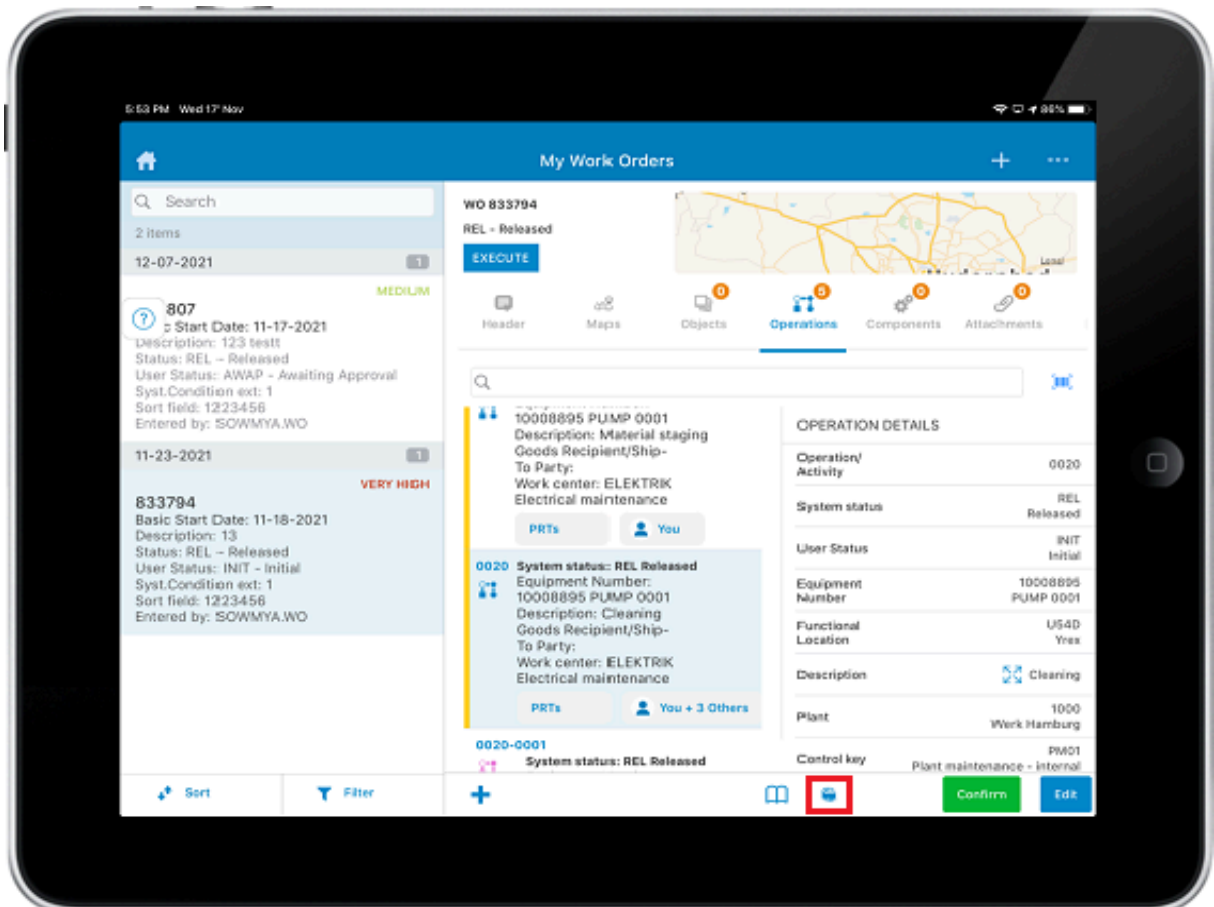 5:53 PM Wed 17 Nov
86%
My Work Orders
Search
2 items
12-07-2021
1
MEDIUM
807
c Start Date: 11-17-2021
Description: 123 testt
Status: REL - Released
User Status: AWAP - Awaiting Approval
Syst.Condition ext: 1
Sort field: 1223456
Entered by: SOWMYA.WO
11-23-2021
1
VERY HIGH
833794
Basic Start Date: 11-18-2021
Description: 13
Status: REL - Released
User Status: INIT - Initial
Syst.Condition ext: 1
Sort field: 1223456
Entered by: SOWMYA.WO
Sort
Filter
WO 833794
REL - Released
EXECUTE
Legal
Header
Maps
0
Objects
5
Operations
0
Components
0
Attachments
10008895 PUMP 0001
Description: Material staging
Goods Recipient/Ship-
To Party:
Work center: ELEKTRIK
Electrical maintenance
PRTs
You
0020 System status:: REL Released
Equipment Number:
10008895 PUMP 0001
Description: Cleaning
Goods Recipient/Ship-
To Party:
Work center: ELEKTRIK
Electrical maintenance
PRTs
You + 3 Others
0020-0001
System status: REL Released
OPERATION DETAILS
Operation/
Activity
0020
System status
REL
Released
User Status
INIT
Initial
Equipment
Number
10008895
PUMP 0001
Functional
Location
US4D
Yrex
Description
Cleaning
Plant
1000
Werk Hamburg
Control key
PM01
Plant maintenance - internal
Confirm
Edit